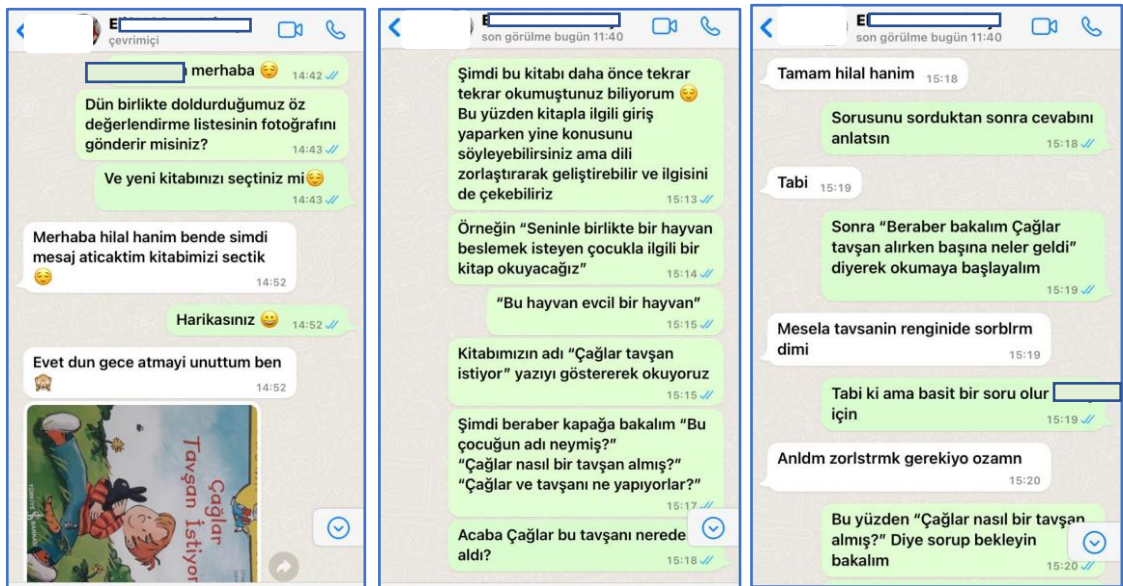 E
çevrimiçi
merhaba 😌 14:42
Dün birlikte doldurduğumuz öz
değerlendirme listesinin fotoğrafını
gönderir misiniz? 14:43
Ve yeni kitabınızı seçtiniz mi😌
14:43
Merhaba hilal hanim bende simdi
mesaj aticaktim kitabimizi sectik
😌 14:52
Harikasınız 😀 14:52
Evet dun gece atmayi unuttum ben
🙈 14:52
Çağlar
Tavşan İstiyor
E
son görülme bugün 11:40
Şimdi bu kitabı daha önce tekrar
tekrar okumuştunuz biliyorum 😌
Bu yüzden kitapla ilgili giriş
yaparken yine konusunu
söyleyebilirsiniz ama dili
zorlaştırarak geliştirebilir ve ilgisini
de çekebiliriz 15:13
Örneğin “Seninle birlikte bir hayvan
beslemek isteyen çocukla ilgili bir
kitap okuyacağız” 15:14
“Bu hayvan evcil bir hayvan”
15:15
Kitabımızın adı “Çağlar tavşan
istiyor” yazıyı göstererek okuyoruz
15:15
Şimdi beraber kapağa bakalım “Bu
çocuğun adı neymiş?”
“Çağlar nasıl bir tavşan almış?”
“Çağlar ve tavşanı ne yapıyorlar?”
15:17
Acaba Çağlar bu tavşanı nerede
aldı? 15:18
El
son görülme bugün 11:40
Tamam hilal hanim 15:18
Sorusunu sorduktan sonra cevabını
anlatsın 15:18
Tabi 15:19
Sonra “Beraber bakalım Çağlar
tavşan alırken başına neler geldi”
diyerek okumaya başlayalım
15:19
Mesela tavsanin renginide sorblrm
dimi 15:19
Tabi ki ama basit bir soru olur
için 15:19
Anldm zorlstrmk gerekiyo ozamn
15:20
Bu yüzden “Çağlar nasıl bir tavşan
almış?” Diye sorup bekleyin
bakalım 15:20